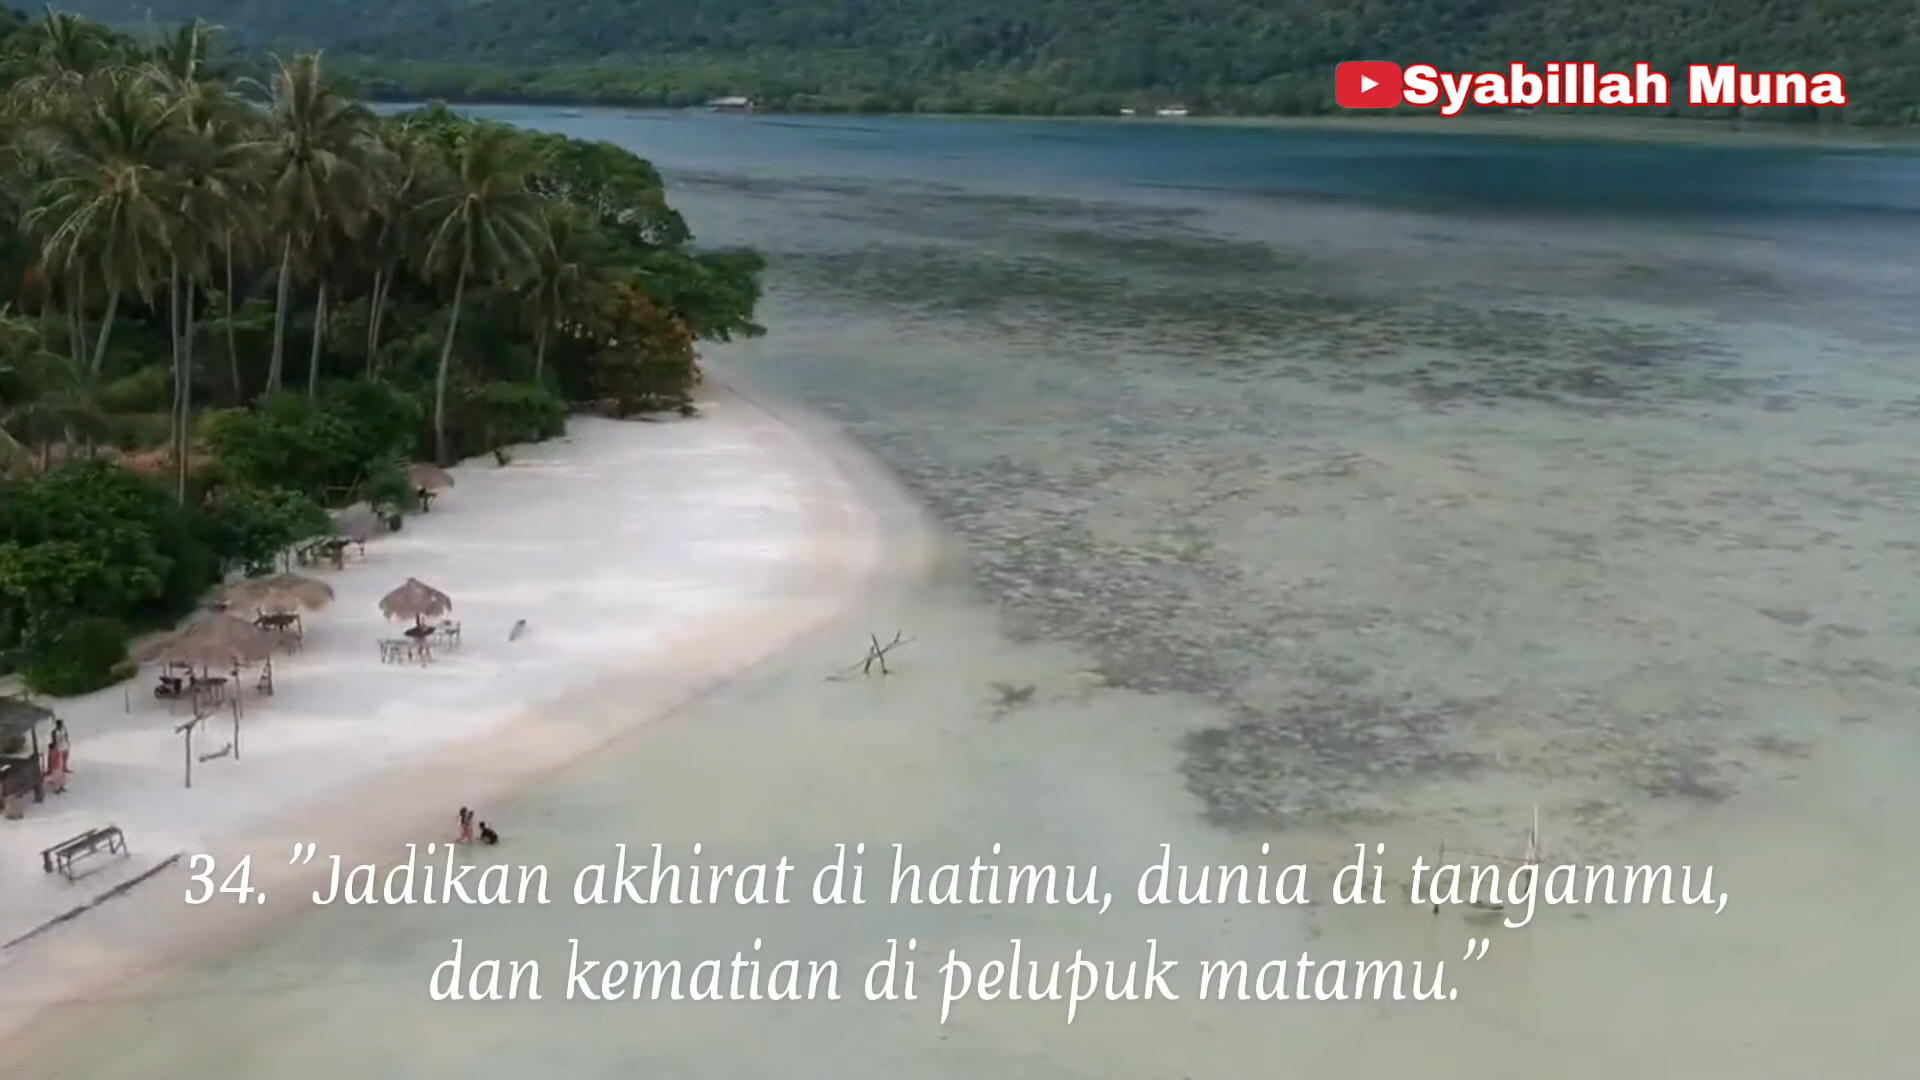 Syabillah Muna
34. ”Jadikan akhirat di hatimu, dunia di tanganmu,
dan kematian di pelupuk matamu.”